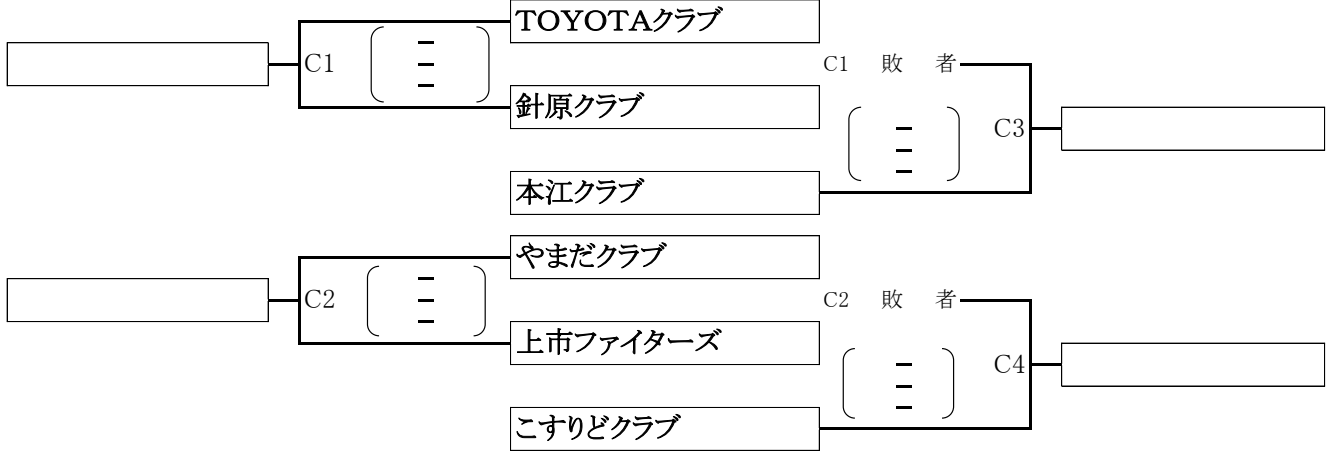 TOYOTAクラブ
C1
C1 敗 者
針原クラブ
C3
本江クラブ
やまだクラブ
C2
C2 敗 者
上市ファイターズ
C4
こすりどクラブ